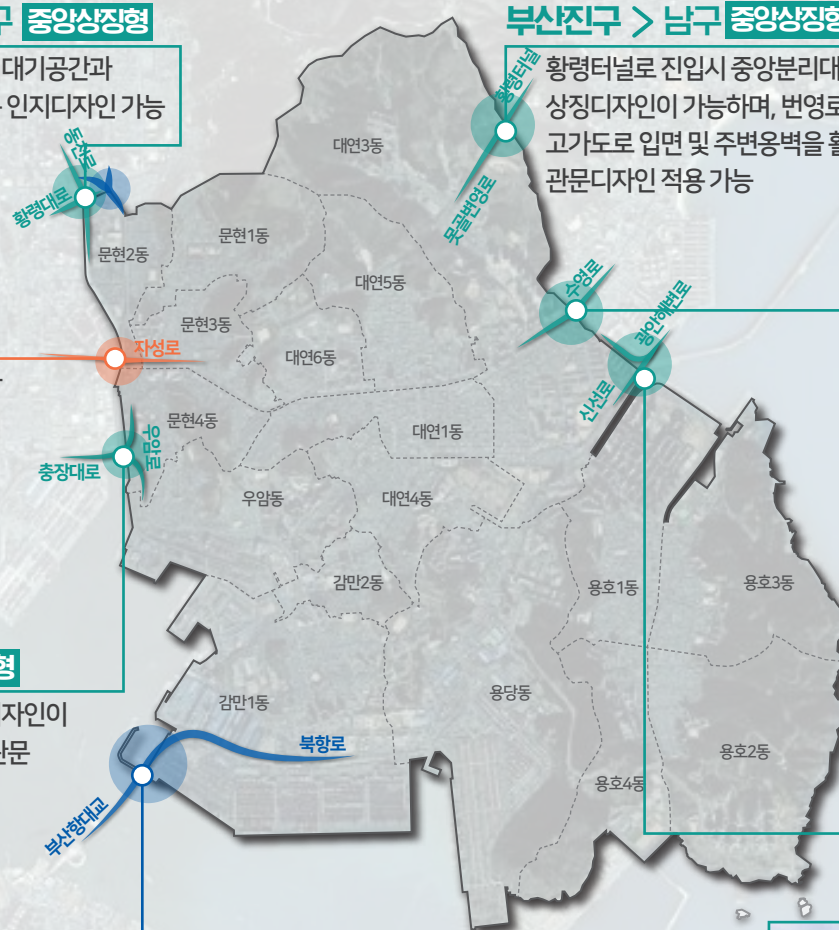 구 중앙상징형
대기공간과
인지디자인 가능
부산진구 > 남구 중앙상징형
황령터널로 진입시 중앙분리대
상징디자인이 가능하며, 번영로
고가도로 입면 및 주변옹벽을 활
관문디자인 적용 가능
황령터널
못골번영로
동천로
황령대로
대연3동
문현2동
문현1동
대연5동
수영로
광안해변로
신선로
문현3동
대연6동
자성로
문현4동
대연1동
우암로
충장대로
우암동
대연4동
감만2동
용호1동
용호3동
형
디자인이
관문
감만1동
용당동
북항로
부산항대교
용호2동
용호4동